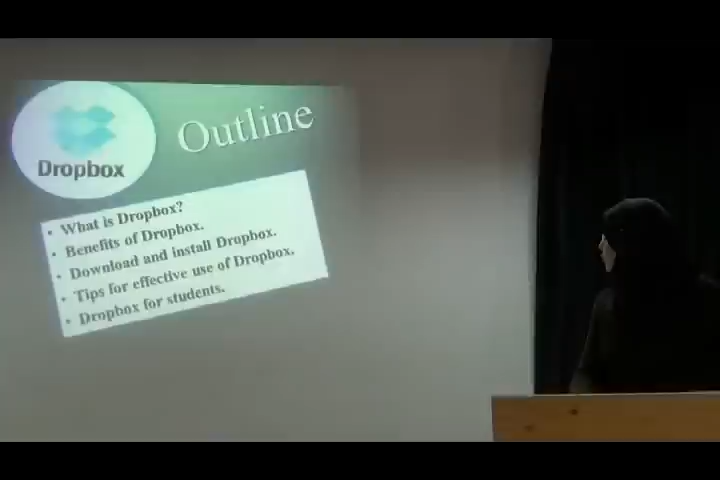 Dropbox
Outline
• What is Dropbox?
• Benefits of Dropbox.
• Download and install Dropbox.
• Tips for effective use of Dropbox.
• Dropbox for students.